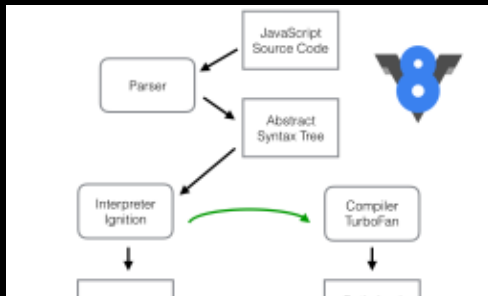 JavaScript
Source Code
Parser
Abstract
Syntax Tree
Interpreter
Ignition
Compiler
TurboFan